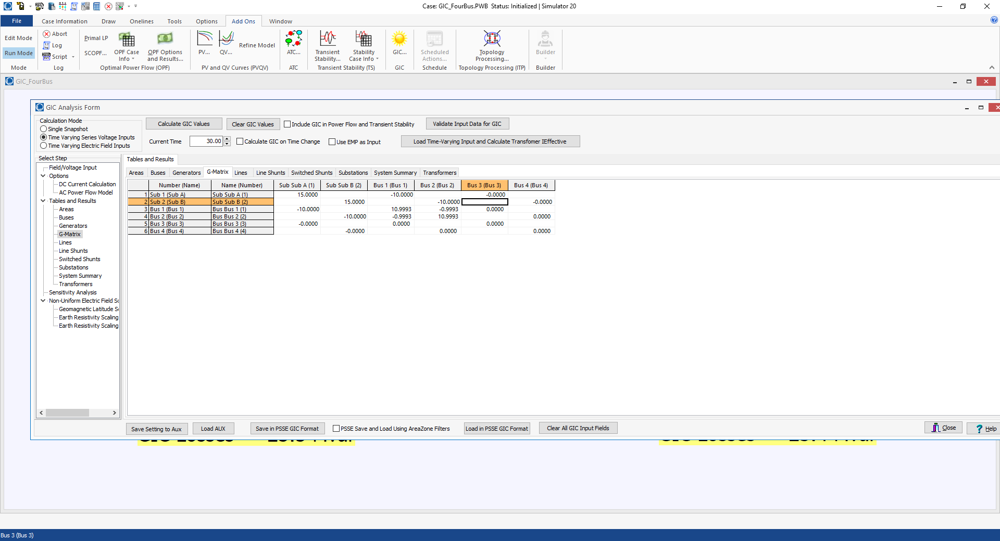 Case: GIC_FourBus.PWB Status: Initialized | Simulator 20
File Case Information Draw Onelines Tools Options Add Ons Window
Edit Mode
Run Mode
Mode
Abort
Log
Script
Log
Primal LP
SCOPF...
OPF Case Info
OPF Options and Results...
Optimal Power Flow (OPF)
PV... QV... Refine Model
PV and QV Curves (PVQV)
ATC...
ATC
Transient Stability...
Stability Case Info
Transient Stability (TS)
GIC...
GIC
Scheduled Actions...
Schedule
Topology Processing...
Topology Processing (ITP)
Builder
Builder
GIC_FourBus
GIC Analysis Form
Calculation Mode
Single Snapshot
Time Varying Series Voltage Inputs
Time Varying Electric Field Inputs
Calculate GIC Values Clear GIC Values Include GIC in Power Flow and Transient Stability Validate Input Data for GIC
Current Time 30.00 Calculate GIC on Time Change Use EMP as Input Load Time-Varying Input and Calculate Transfomer IEffective
Select Step
Field/Voltage Input
Options
DC Current Calculation
AC Power Flow Model
Tables and Results
Areas
Buses
Generators
G-Matrix
Lines
Line Shunts
Switched Shunts
Substations
System Summary
Transformers
Sensitivity Analysis
Non-Uniform Electric Field Sc
Geomagnetic Latitude S
Earth Resistivity Scaling
Earth Resistivity Scaling
Tables and Results
Areas Buses Generators G-Matrix Lines Line Shunts Switched Shunts Substations System Summary Transformers
Number (Name) Name (Number) Sub Sub A (1) Sub Sub B (2) Bus 1 (Bus 1) Bus 2 (Bus 2) Bus 3 (Bus 3) Bus 4 (Bus 4)
1 Sub 1 (Sub A) Sub Sub A (1) 15.0000 -10.0000 -0.0000
2 Sub 2 (Sub B) Sub Sub B (2) 15.0000 -10.0000 -0.0000
3 Bus 1 (Bus 1) Bus Bus 1 (1) -10.0000 10.9993 -0.9993 0.0000
4 Bus 2 (Bus 2) Bus Bus 2 (2) -10.0000 -0.9993 10.9993 0.0000
5 Bus 3 (Bus 3) Bus Bus 3 (3) -0.0000 0.0000 0.0000
6 Bus 4 (Bus 4) Bus Bus 4 (4) -0.0000 0.0000 0.0000
Save Setting to Aux Load AUX Save in PSSE GIC Format PSSE Save and Load Using AreaZone Filters Load in PSSE GIC Format Clear All GIC Input Fields Close Help
Bus 3 (Bus 3)